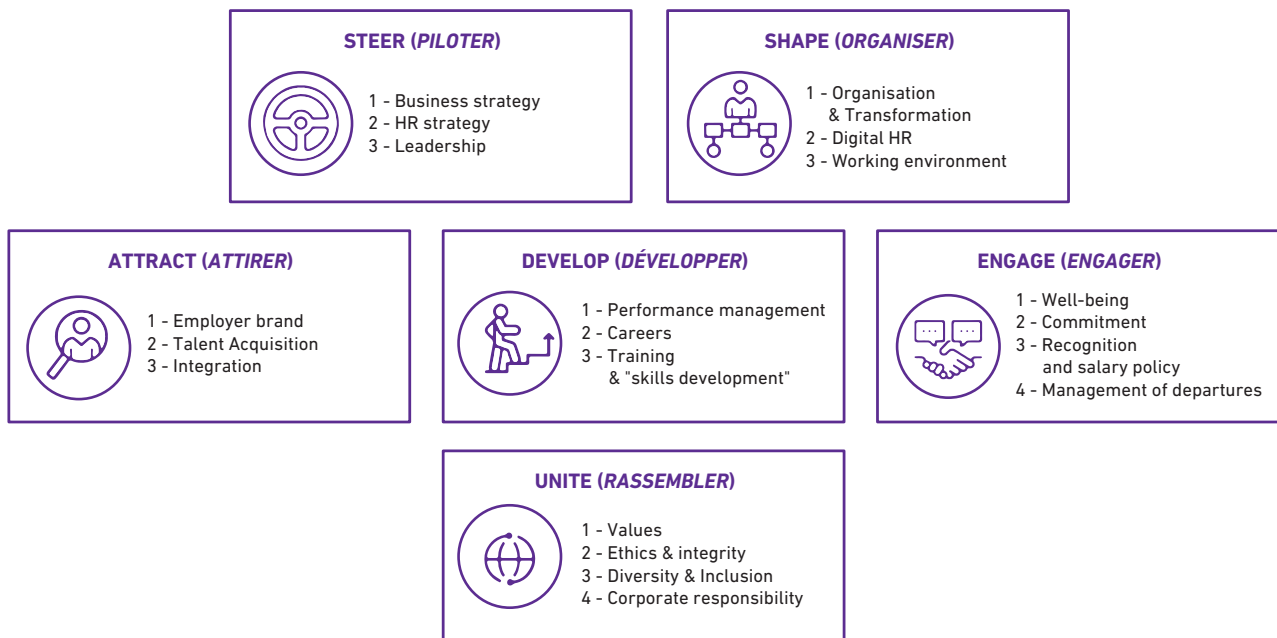 STEER (PILOTER)
1 - Business strategy
2 - HR strategy
3 - Leadership
SHAPE (ORGANISER)
1 - Organisation
& Transformation
2 - Digital HR
3 - Working environment
ATTRACT (ATTIRER)
1 - Employer brand
2 - Talent Acquisition
3 - Integration
DEVELOP (DÉVELOPPER)
1 - Performance management
2 - Careers
3 - Training
& "skills development"
ENGAGE (ENGAGER)
1 - Well-being
2 - Commitment
3 - Recognition
and salary policy
4 - Management of departures
UNITE (RASSEMBLER)
1 - Values
2 - Ethics & integrity
3 - Diversity & Inclusion
4 - Corporate responsibility